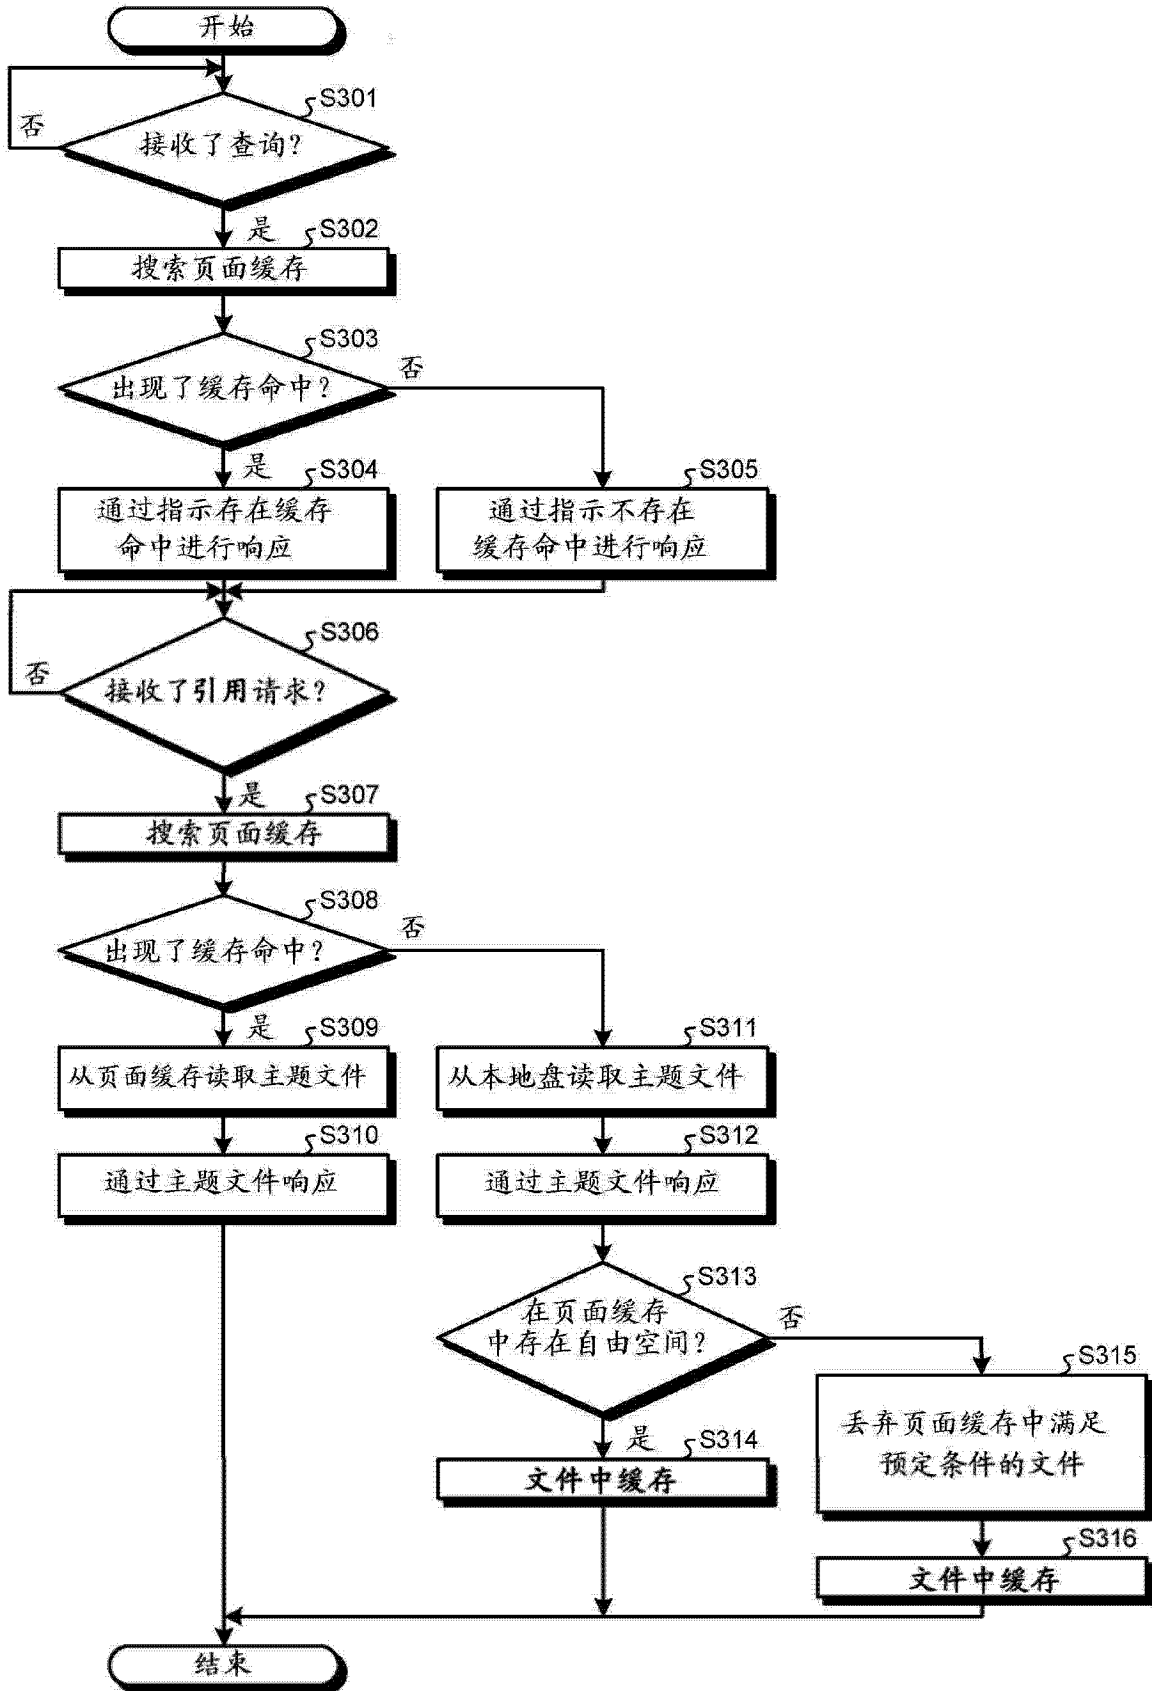 开始
S301
否
接收了查询?
是
S302
搜索页面缓存
S303
出现了缓存命中?
否
是
S304
通过指示存在缓存
命中进行响应
S305
通过指示不存在
缓存命中进行响应
S306
否
接收了引用请求?
是
S307
搜索页面缓存
S308
出现了缓存命中?
否
是
S309
从页面缓存读取主题文件
S311
从本地盘读取主题文件
S310
通过主题文件响应
S312
通过主题文件响应
S313
在页面缓存
中存在自由空间?
否
是
S314
文件中缓存
S315
丢弃页面缓存中满足
预定条件的文件
S316
文件中缓存
结束